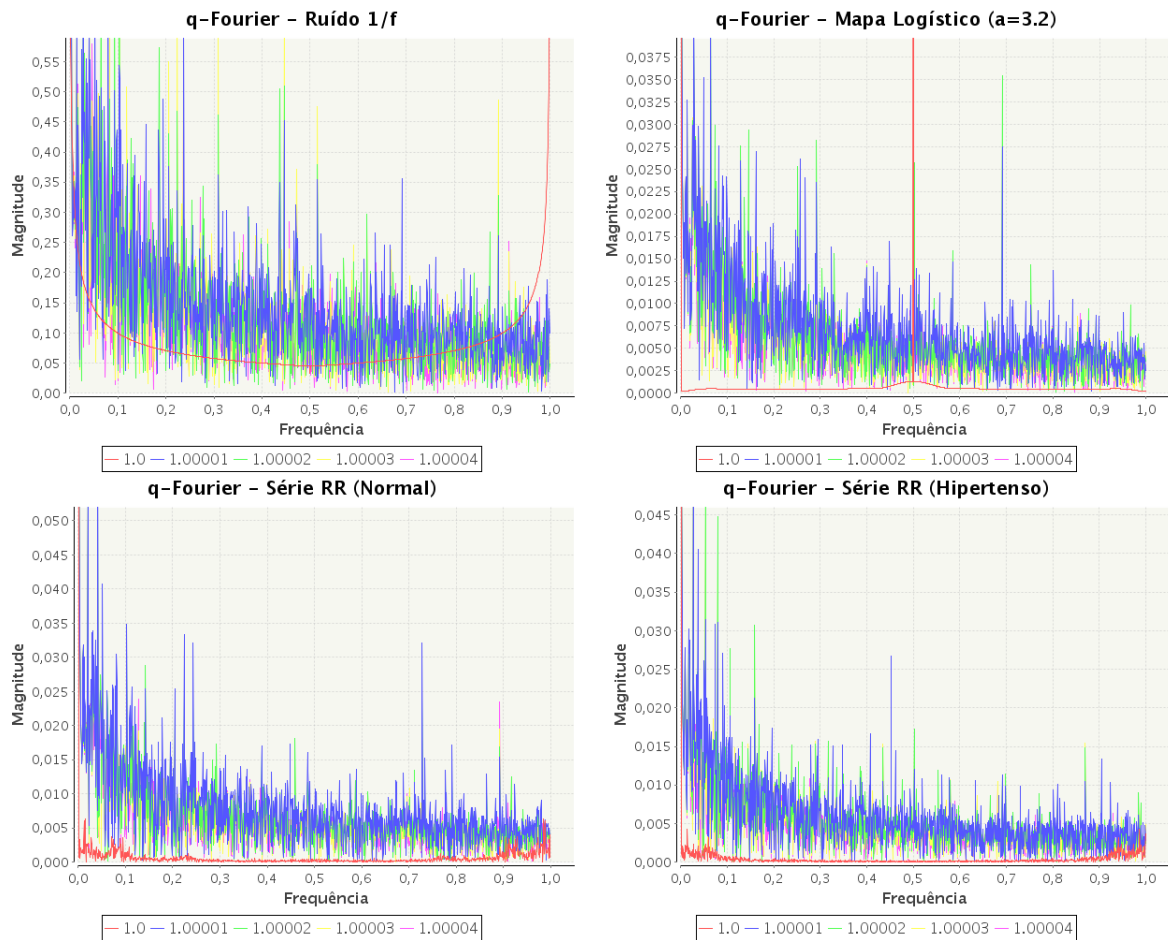 q-Fourier – Ruído 1/f
Magnitude
0,55
0,50
0,45
0,40
0,35
0,30
0,25
0,20
0,15
0,10
0,05
0,00
0,0 0,1 0,2 0,3 0,4 0,5 0,6 0,7 0,8 0,9 1,0
Frequência
— 1.0 — 1.00001 — 1.00002 — 1.00003 — 1.00004
q-Fourier – Mapa Logístico (a=3.2)
Magnitude
0,0375
0,0350
0,0325
0,0300
0,0275
0,0250
0,0225
0,0200
0,0175
0,0150
0,0125
0,0100
0,0075
0,0050
0,0025
0,0000
0,0 0,1 0,2 0,3 0,4 0,5 0,6 0,7 0,8 0,9 1,0
Frequência
— 1.0 — 1.00001 — 1.00002 — 1.00003 — 1.00004
q-Fourier – Série RR (Normal)
Magnitude
0,050
0,045
0,040
0,035
0,030
0,025
0,020
0,015
0,010
0,005
0,000
0,0 0,1 0,2 0,3 0,4 0,5 0,6 0,7 0,8 0,9 1,0
Frequência
— 1.0 — 1.00001 — 1.00002 — 1.00003 — 1.00004
q-Fourier – Série RR (Hipertenso)
Magnitude
0,045
0,040
0,035
0,030
0,025
0,020
0,015
0,010
0,005
0,000
0,0 0,1 0,2 0,3 0,4 0,5 0,6 0,7 0,8 0,9 1,0
Frequência
— 1.0 — 1.00001 — 1.00002 — 1.00003 — 1.00004